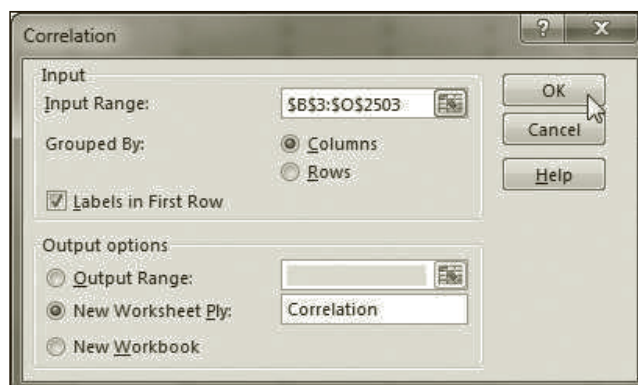 Correlation
? X
Input
Input Range: $B$3:$O$2503
OK
Grouped By: Columns
Cancel
Rows
Help
Labels in First Row
Output options
Output Range:
New Worksheet Ply: Correlation
New Workbook